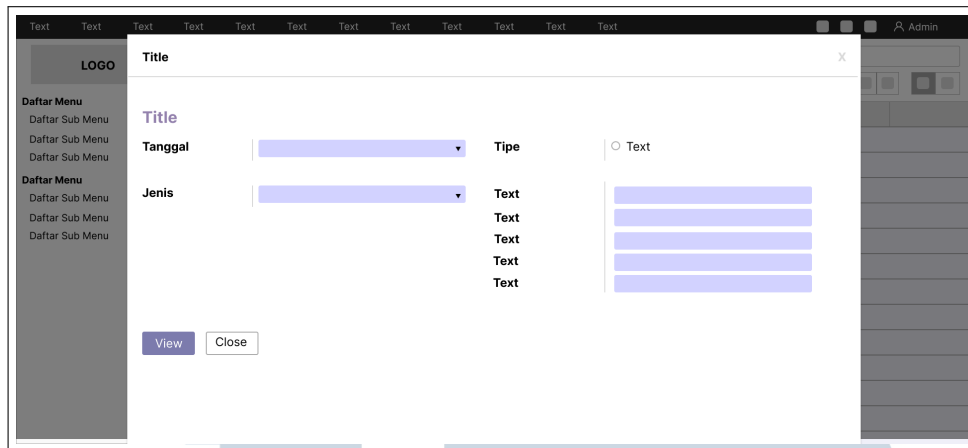 Text Text Text Text Text Text Text Text Text Text Text Text Admin
LOGO
Title X
Daftar Menu
Daftar Sub Menu
Daftar Sub Menu
Daftar Sub Menu
Daftar Menu
Daftar Sub Menu
Daftar Sub Menu
Daftar Sub Menu
Title
Tanggal Tipe Text
Jenis Text
Text
Text
Text
Text
View Close